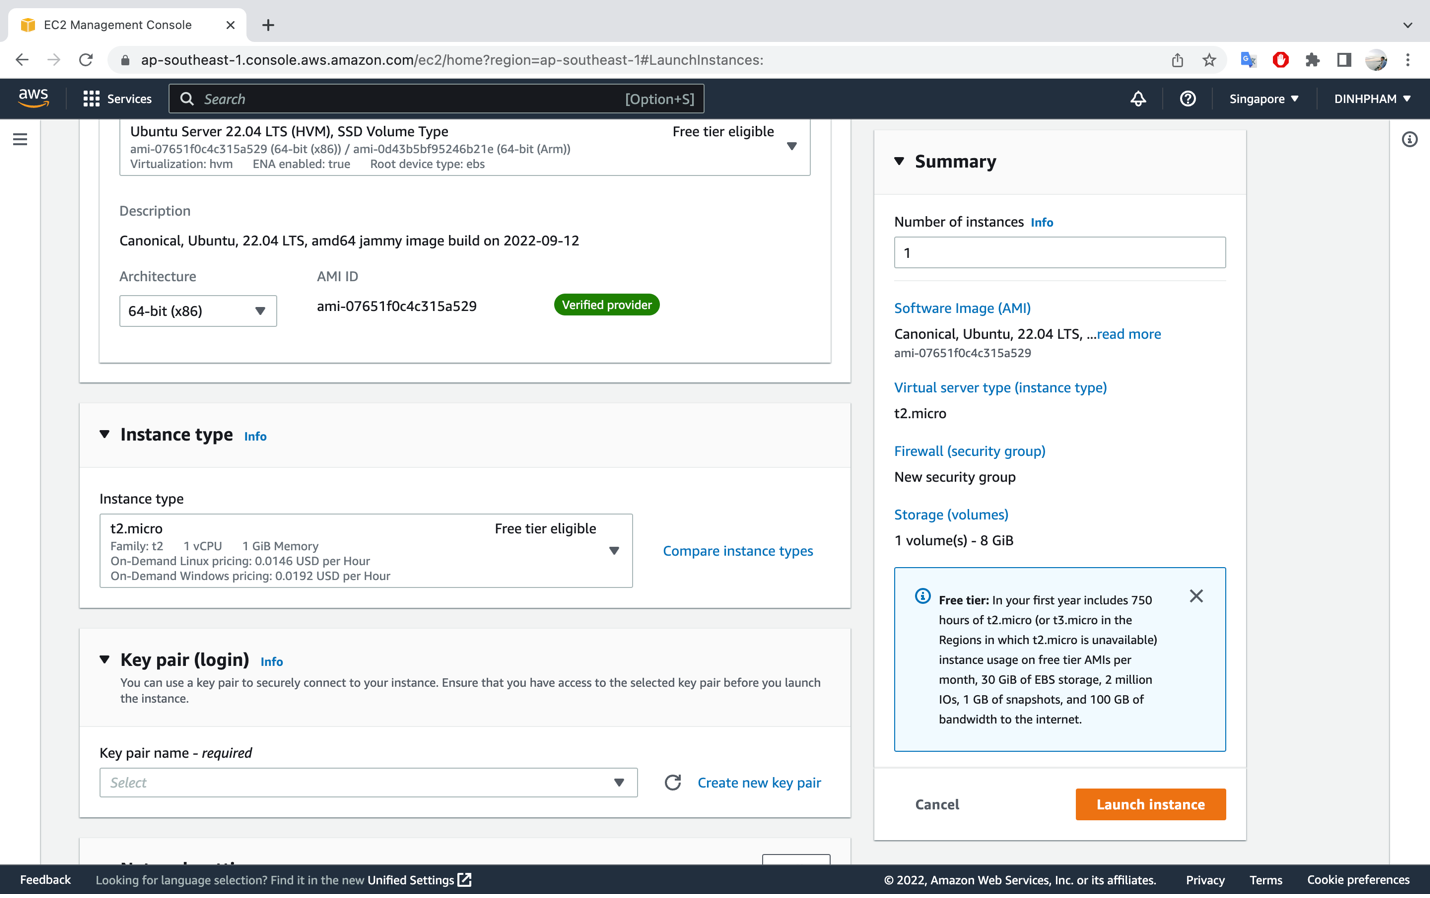 EC2 Management Console
ap-southeast-1.console.aws.amazon.com/ec2/home?region=ap-southeast-1#LaunchInstances:
aws
Services
Search
[Option+S]
Singapore
DINHPHAM
Ubuntu Server 22.04 LTS (HVM), SSD Volume Type
Free tier eligible
ami-07651f0c4c315a529 (64-bit (x86)) / ami-0d43b5bf95246b21e (64-bit (Arm))
Virtualization: hvm ENA enabled: true Root device type: ebs
Description
Canonical, Ubuntu, 22.04 LTS, amd64 jammy image build on 2022-09-12
Architecture
AMI ID
64-bit (x86)
ami-07651f0c4c315a529
Verified provider
Instance type Info
Instance type
t2.micro
Free tier eligible
Family: t2 1 vCPU 1 GiB Memory
On-Demand Linux pricing: 0.0146 USD per Hour
On-Demand Windows pricing: 0.0192 USD per Hour
Compare instance types
Key pair (login) Info
You can use a key pair to securely connect to your instance. Ensure that you have access to the selected key pair before you launch
the instance.
Key pair name - required
Select
Create new key pair
Summary
Number of instances Info
1
Software Image (AMI)
Canonical, Ubuntu, 22.04 LTS, ...read more
ami-07651f0c4c315a529
Virtual server type (instance type)
t2.micro
Firewall (security group)
New security group
Storage (volumes)
1 volume(s) - 8 GiB
Free tier: In your first year includes 750
hours of t2.micro (or t3.micro in the
Regions in which t2.micro is unavailable)
instance usage on free tier AMIs per
month, 30 GiB of EBS storage, 2 million
IOs, 1 GB of snapshots, and 100 GB of
bandwidth to the internet.
Cancel
Launch instance
Feedback
Looking for language selection? Find it in the new Unified Settings
© 2022, Amazon Web Services, Inc. or its affiliates.
Privacy
Terms
Cookie preferences